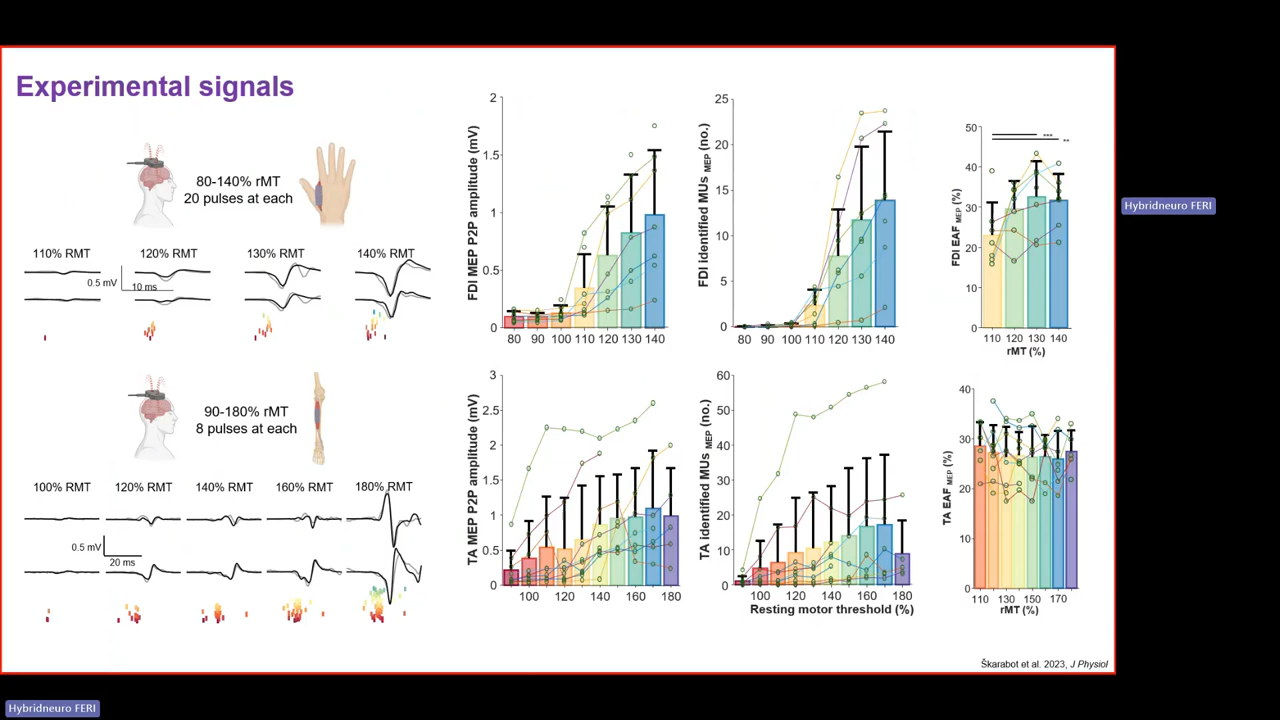 Experimental signals
80-140% rMT
20 pulses at each
110% RMT
120% RMT
130% RMT
140% RMT
0.5 mV
10 ms
90-180% rMT
8 pulses at each
100% RMT
120% RMT
140% RMT
160% RMT
180% RMT
0.5 mV
20 ms
FDI MEP P2P amplitude (mV)
2
1.5
1
0.5
0
80 90 100 110 120 130 140
FDI identified MUs MEP (no.)
25
20
15
10
5
0
80 90 100 110 120 130 140
FDI EAF MEP (%)
50
40
30
20
10
0
*** 
**
110 120 130 140
rMT (%)
TA MEP P2P amplitude (mV)
3
2.5
2
1.5
1
0.5
0
100 120 140 160 180
TA identified MUs MEP (no.)
60
50
40
30
20
10
0
100 120 140 160 180
Resting motor threshold (%)
TA EAF MEP (%)
40
30
20
10
0
110 130 150 170
rMT (%)
Škarabot et al. 2023, J Physiol
Hybridneuro FERI
Hybridneuro FERI